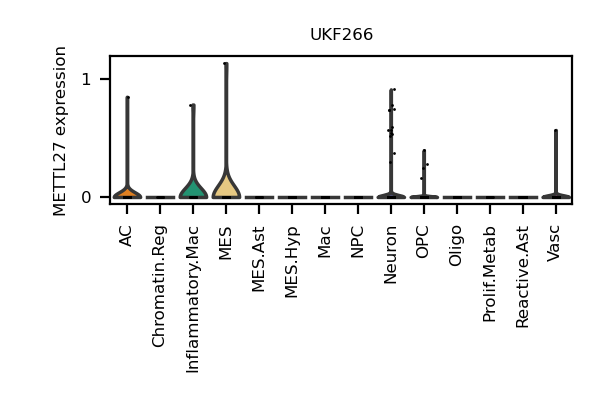 UKF266
METTL27 expression
1
0
AC
Chromatin.Reg
Inflammatory.Mac
MES
MES.Ast
MES.Hyp
Mac
NPC
Neuron
OPC
Oligo
Prolif.Metab
Reactive.Ast
Vasc